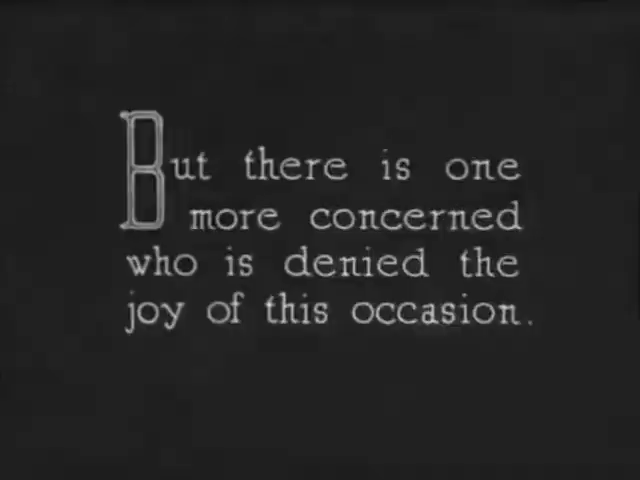 But there is one
more concerned
who is denied the
joy of this occasion.